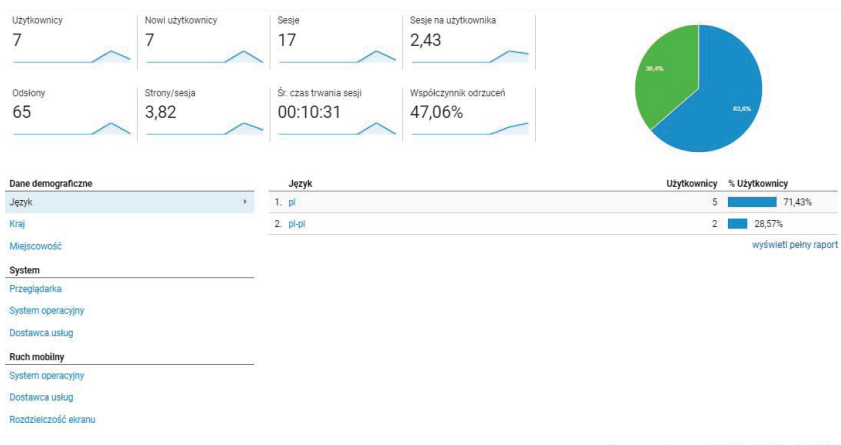 Użytkownicy
7
Nowi użytkownicy
7
Sesje
17
Sesje na użytkownika
2,43
Odsłony
65
Strony/sesja
3,82
Śr. czas trwania sesji
00:10:31
Współczynnik odrzuceń
47,06%
36,4%
63,6%
Dane demograficzne
Język
Kraj
Miejscowość
System
Przeglądarka
System operacyjny
Dostawca usług
Ruch mobilny
System operacyjny
Dostawca usług
Rozdzielczość ekranu
Język Użytkownicy % Użytkownicy
1. pl 5 71,43%
2. pl-pl 2 28,57%
wyświetl pełny raport